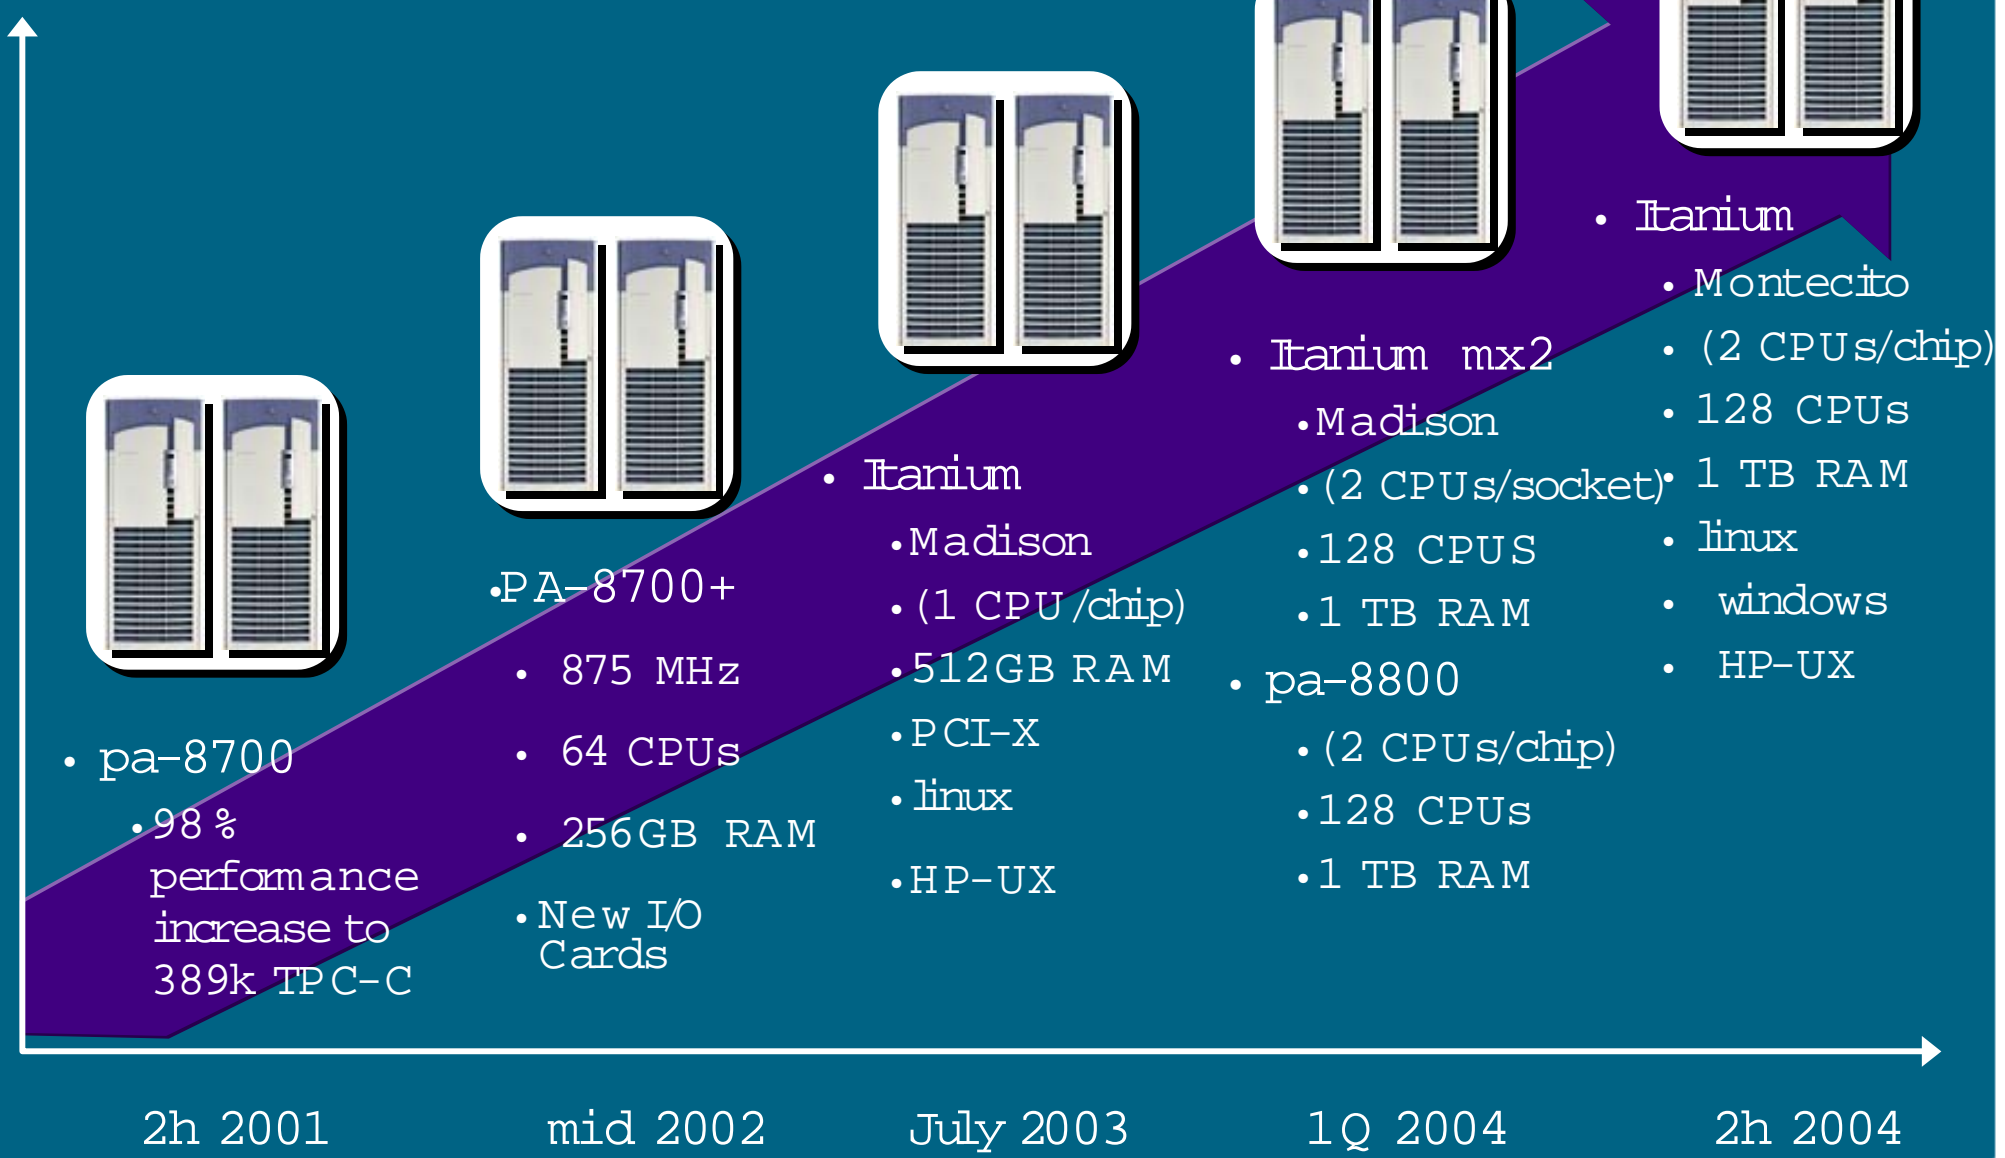 • pa-8700
• 98%
performance
increase to
389k TPC-C
• PA-8700+
• 875 MHz
• 64 CPUs
• 256GB RAM
• New I/O
Cards
• Itanium
• Madison
• (1 CPU/chip)
• 512GB RAM
• PCI-X
• linux
• HP-UX
• Itanium mx2
• Madison
• (2 CPUs/socket)
• 128 CPUS
• 1 TB RAM
• pa-8800
• (2 CPUs/chip)
• 128 CPUs
• 1 TB RAM
• Itanium
• Montecito
• (2 CPUs/chip)
• 128 CPUs
• 1 TB RAM
• linux
• windows
• HP-UX
2h 2001
mid 2002
July 2003
1Q 2004
2h 2004